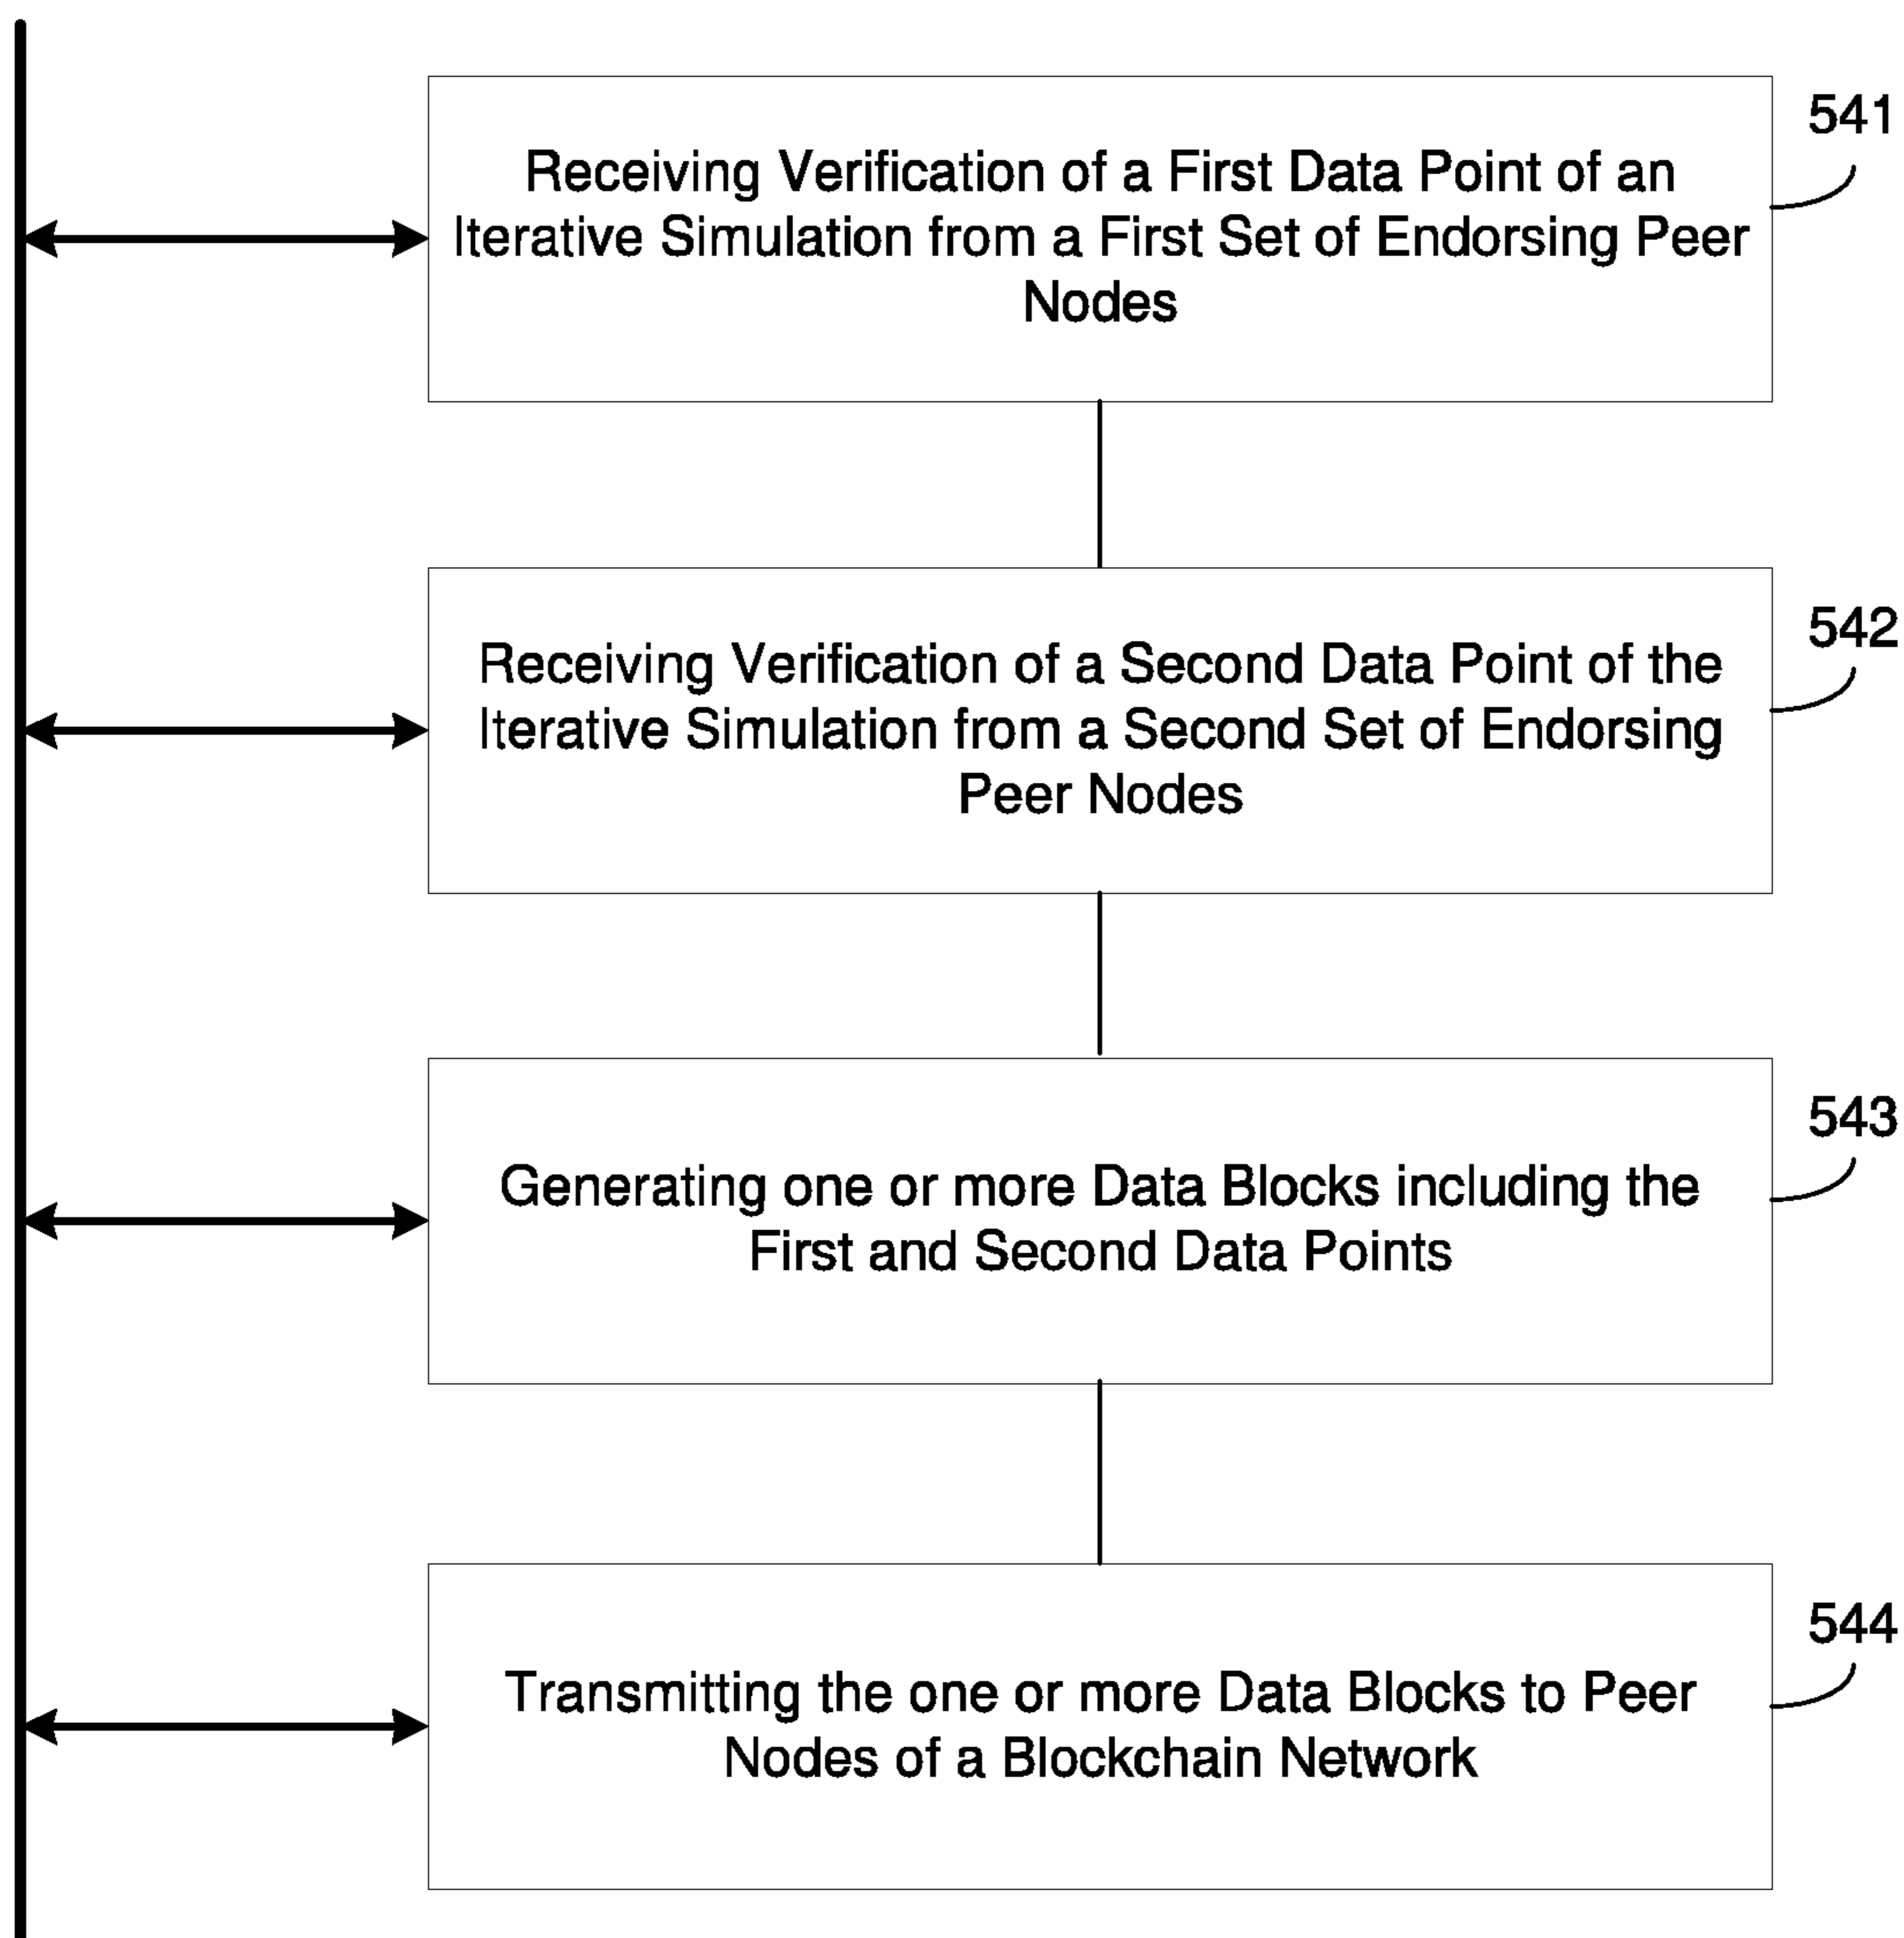 541
Receiving Verification of a First Data Point of an
Iterative Simulation from a First Set of Endorsing Peer
Nodes
542
Receiving Verification of a Second Data Point of the
Iterative Simulation from a Second Set of Endorsing
Peer Nodes
543
Generating one or more Data Blocks including the
First and Second Data Points
544
Transmitting the one or more Data Blocks to Peer
Nodes of a Blockchain Network